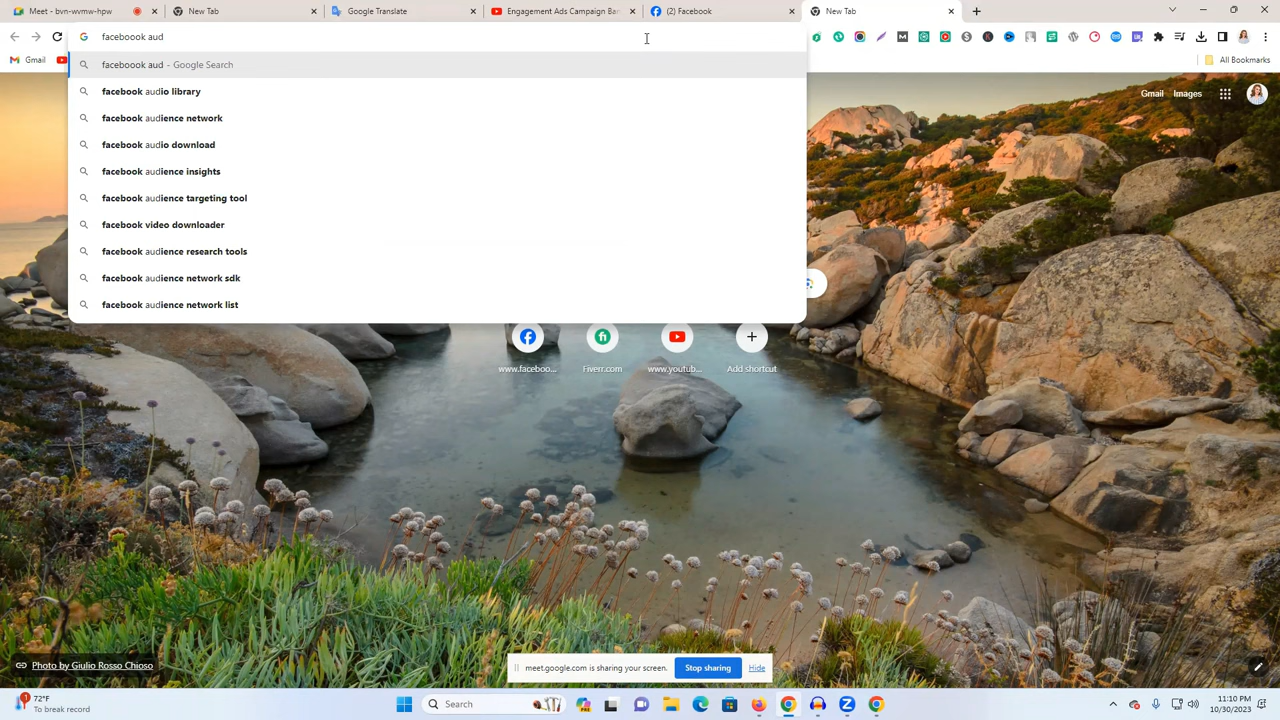 Meet - bvn-wvmw-hpw
New Tab
Google Translate
Engagement Ads Campaign Ban
(2) Facebook
New Tab
faceboook aud
Gmail
All Bookmarks
faceboook aud - Google Search
facebook audio library
facebook audience network
facebook audio download
facebook audience insights
facebook audience targeting tool
facebook video downloader
facebook audience research tools
facebook audience network sdk
facebook audience network list
Gmail
Images
www.faceboo...
Fiverr.com
www.youtub...
Add shortcut
Photo by Giulio Rosso Chioso
meet.google.com is sharing your screen.
Stop sharing
Hide
1
72°F
To break record
Search
11:10 PM
10/30/2023